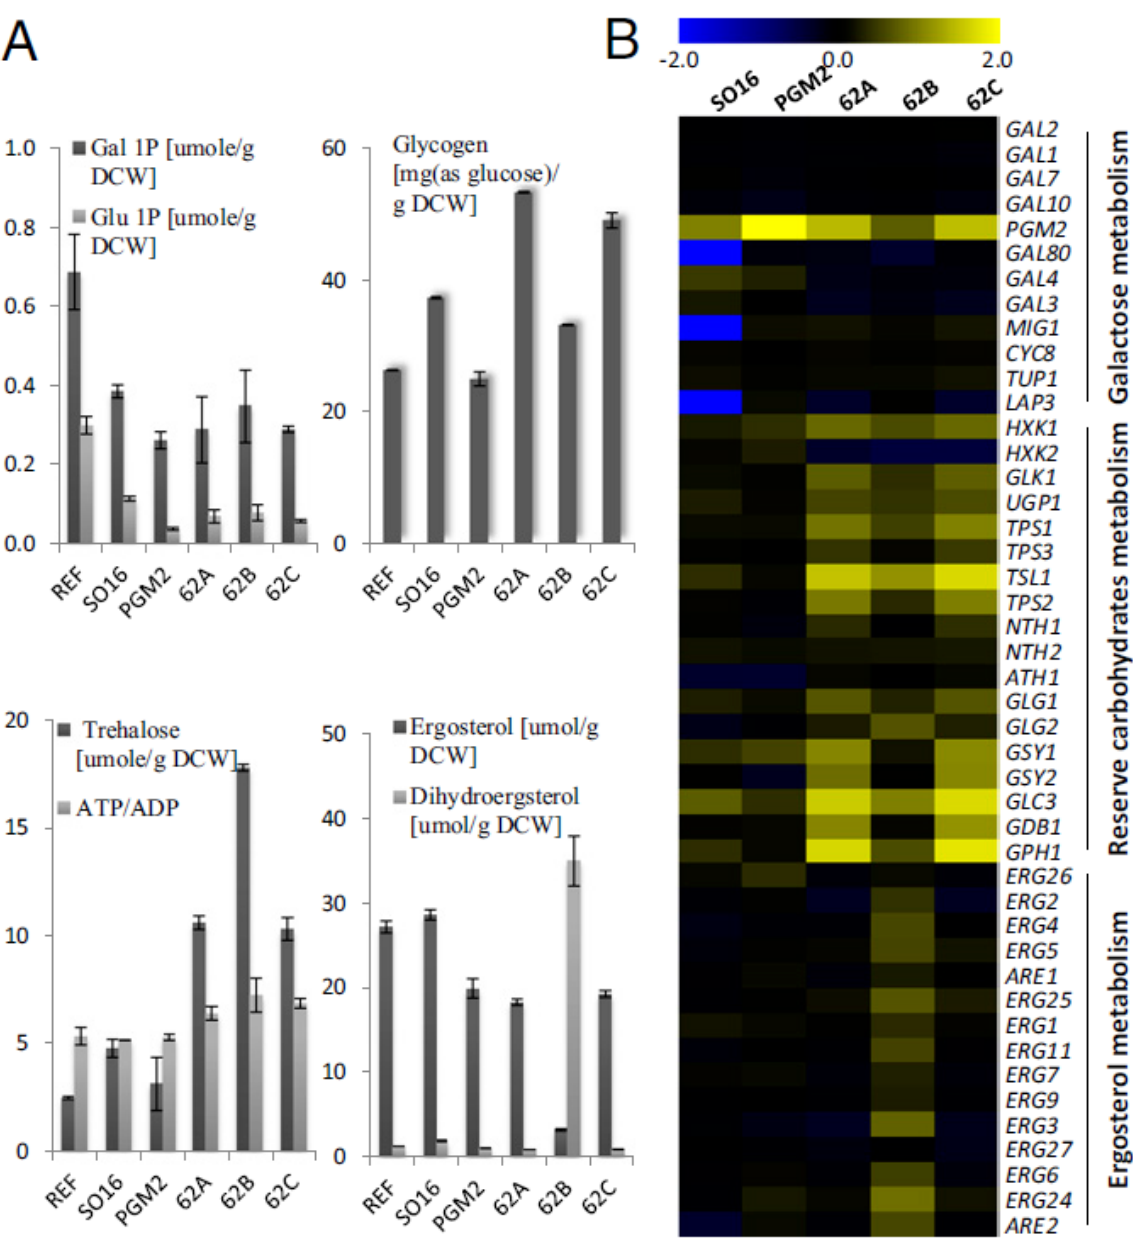 A
Gal 1P [umole/g
DCW]
Glu 1P [umole/g
DCW]
1.0
0.8
0.6
0.4
0.2
0.0
REF
SO16
PGM2
62A
62B
62C
Glycogen
[mg(as glucose)/
g DCW]
60
40
20
0
REF
SO16
PGM2
62A
62B
62C
Trehalose
[umole/g DCW]
ATP/ADP
20
15
10
5
0
REF
SO16
PGM2
62A
62B
62C
Ergosterol [umol/g
DCW]
Dihydroergsterol
[umol/g DCW]
50
40
30
20
10
0
REF
SO16
PGM2
62A
62B
62C
B
-2.0 0.0 2.0
SO16 PGM2 62A 62B 62C
GAL2
GAL1
GAL7
GAL10
PGM2
GAL80
GAL4
GAL3
MIG1
CYC8
TUP1
LAP3
HXK1
HXK2
GLK1
UGP1
TPS1
TPS3
TSL1
TPS2
NTH1
NTH2
ATH1
GLG1
GLG2
GSY1
GSY2
GLC3
GDB1
GPH1
ERG26
ERG2
ERG4
ERG5
ARE1
ERG25
ERG1
ERG11
ERG7
ERG9
ERG3
ERG27
ERG6
ERG24
ARE2
Galactose metabolism
Reserve carbohydrates metabolism
Ergosterol metabolism